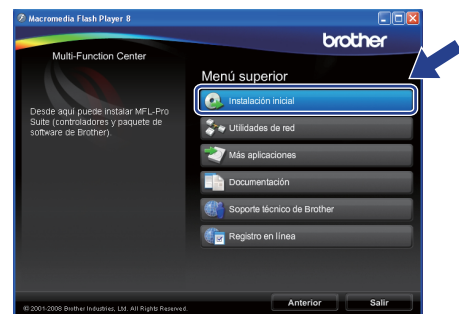 Macromedia Flash Player 8
brother
Multi-Function Center
Menú superior
Desde aquí puede instalar MFL-Pro
Suite (controladores y paquete de
software de Brother).
Instalación inicial
Utilidades de red
Más aplicaciones
Documentación
Soporte técnico de Brother
Registro en línea
© 2001-2008 Brother Industries, Ltd. All Rights Reserved.
Anterior
Salir